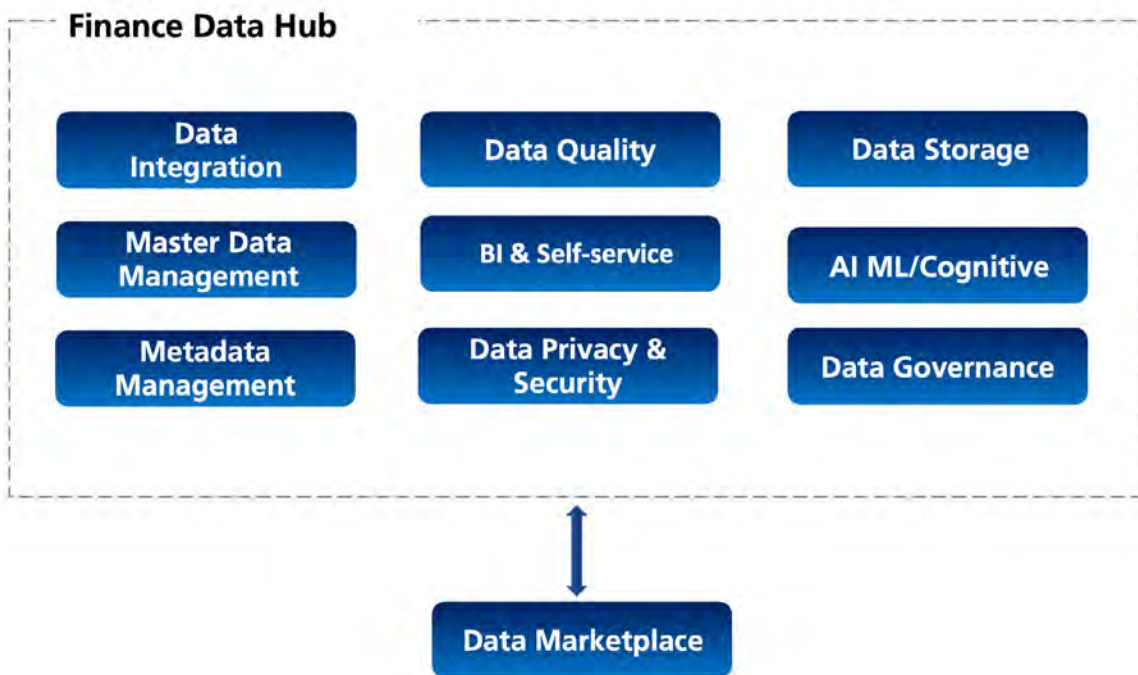 Finance Data Hub
Data
Integration
Data Quality
Data Storage
Master Data
Management
BI & Self-service
AI ML/Cognitive
Metadata
Management
Data Privacy &
Security
Data Governance
Data Marketplace